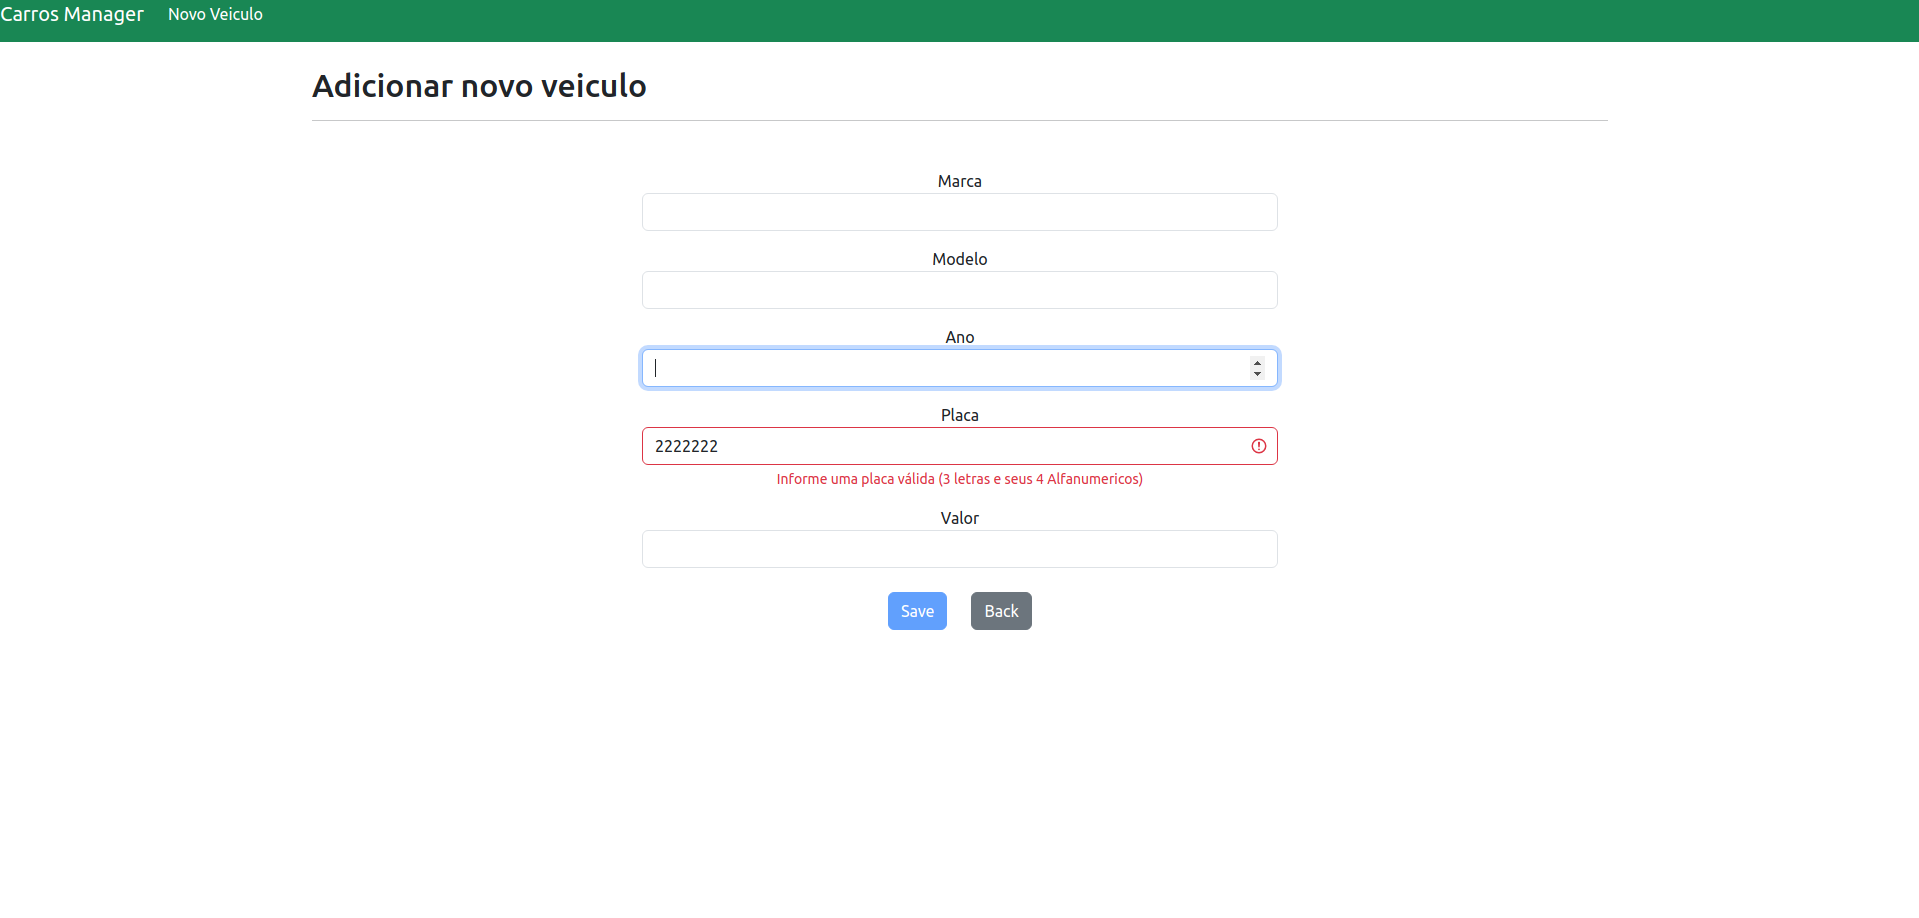 Carros Manager Novo Veiculo
Adicionar novo veiculo
Marca
Modelo
Ano
Placa
2222222
Informe uma placa válida (3 letras e seus 4 Alfanumericos)
Valor
Save Back